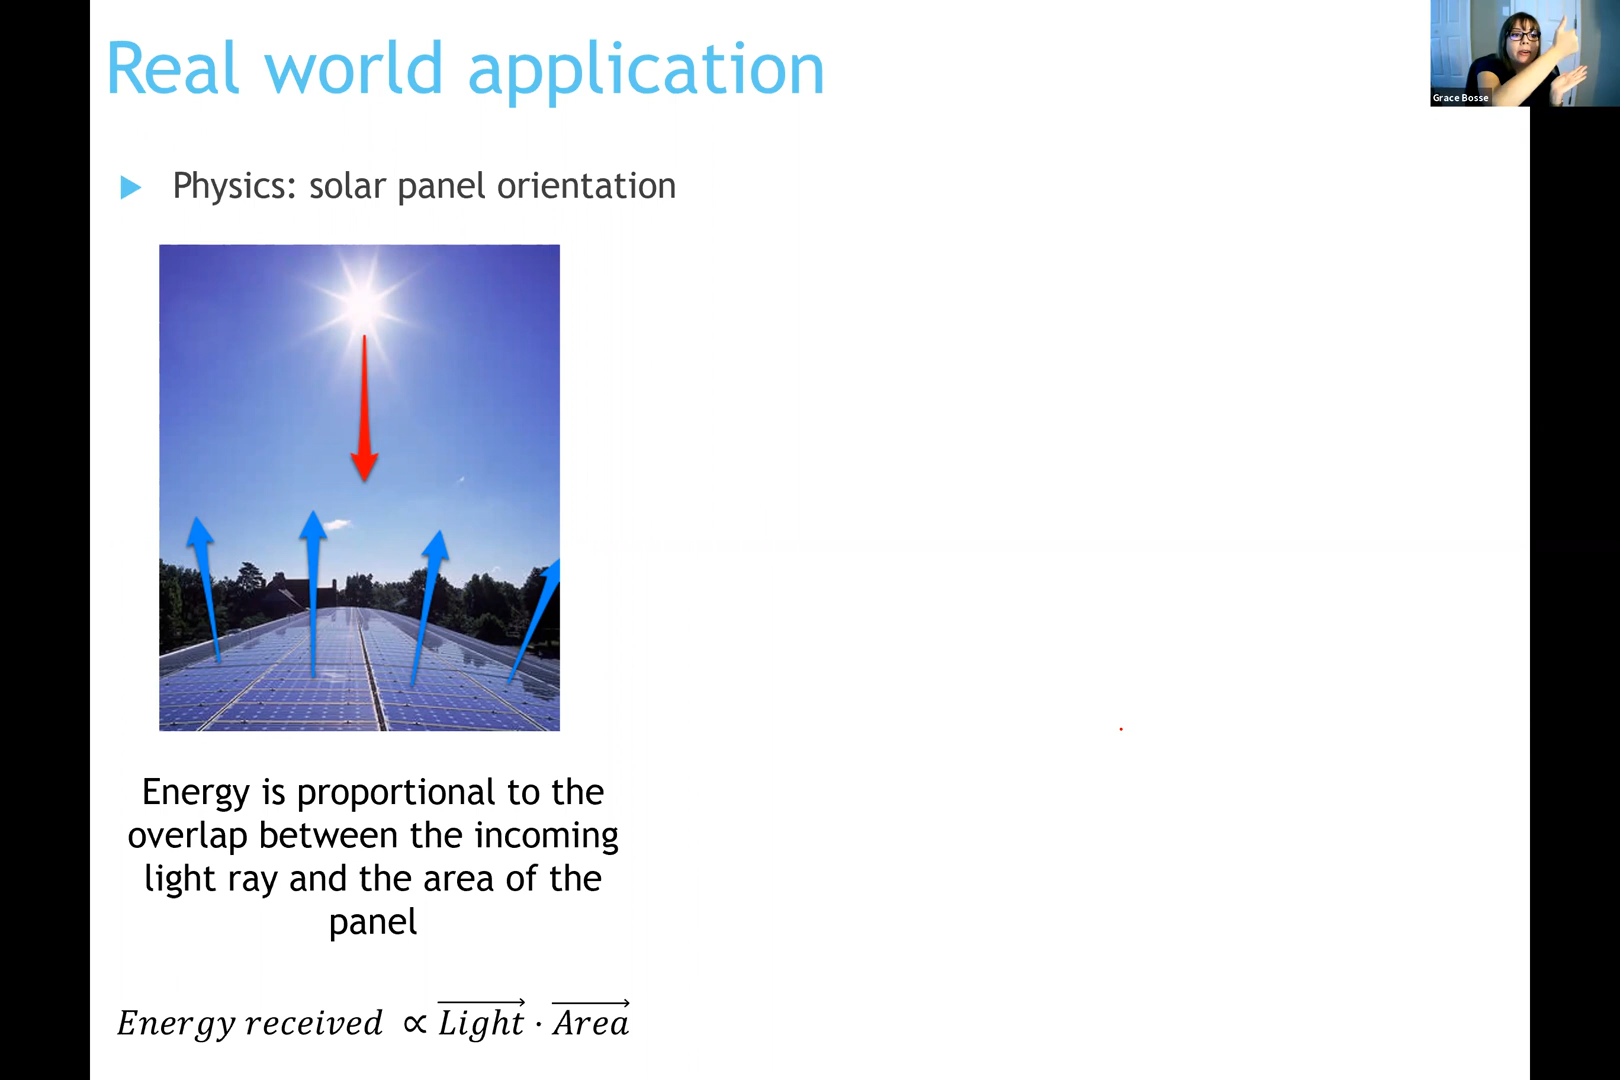 Real world application
Grace Bosse
Physics: solar panel orientation
Energy is proportional to the
overlap between the incoming
light ray and the area of the
panel
Energy received ∝ Light · Area